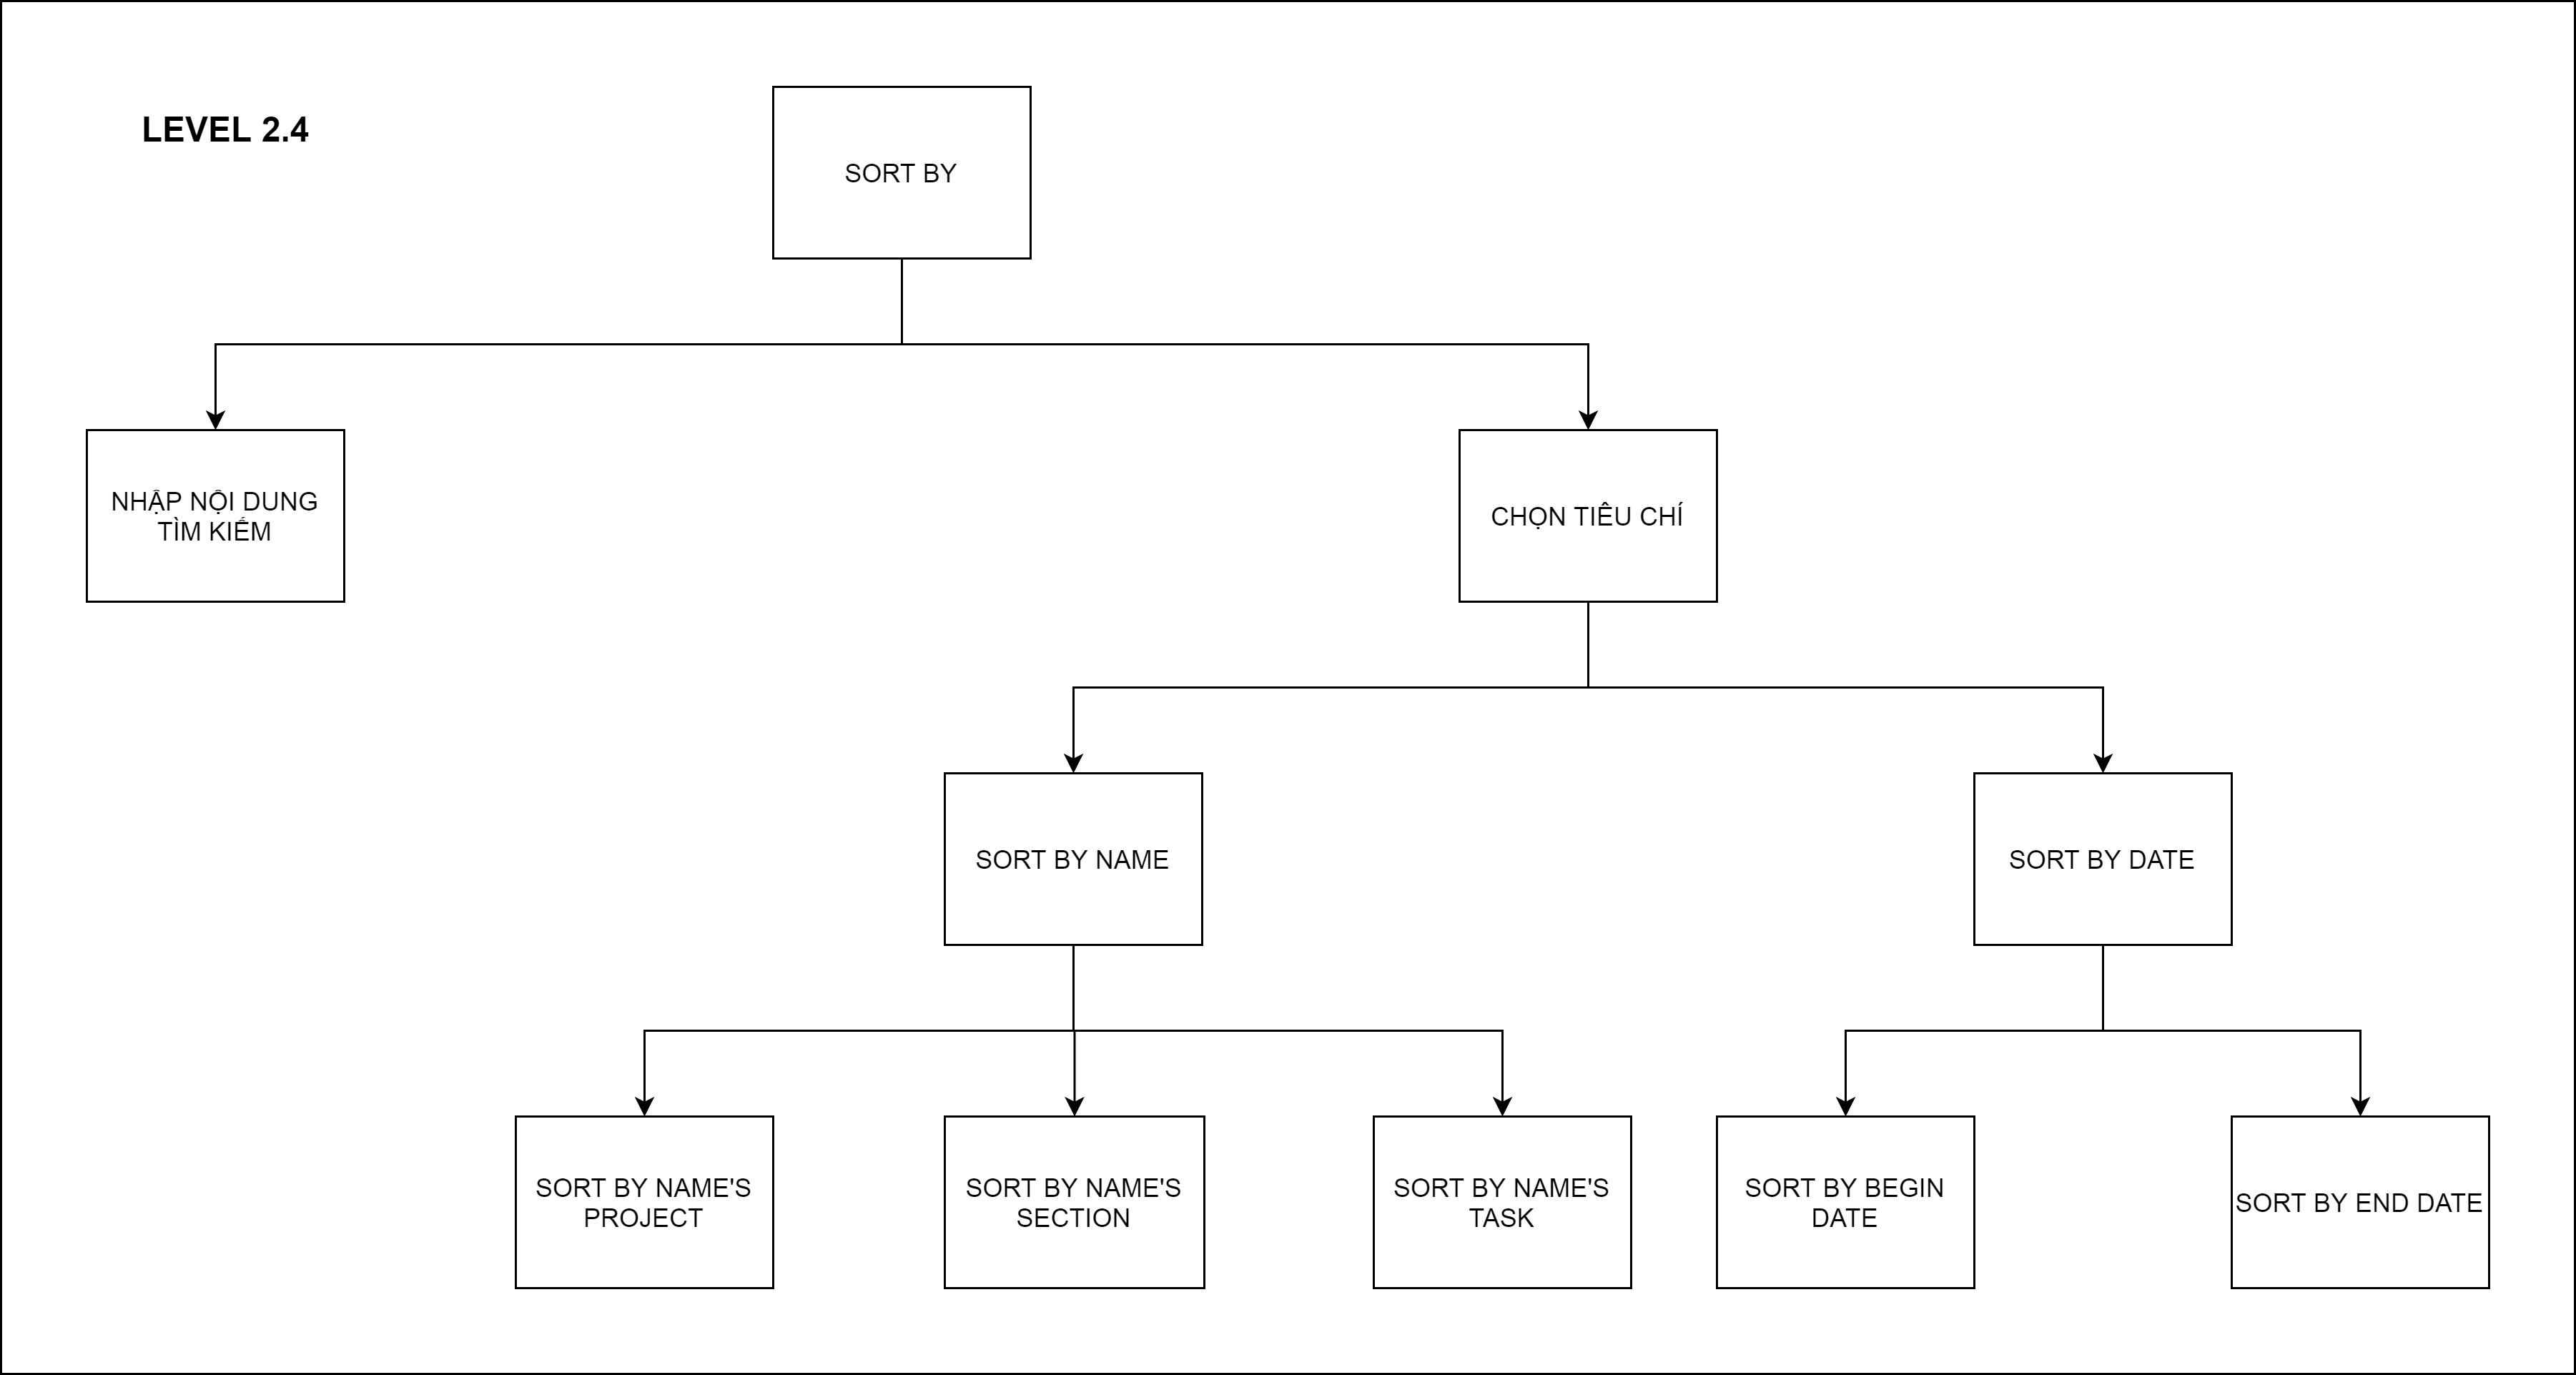 LEVEL 2.4
SORT BY
NHẬP NỘI DUNG
TÌM KIẾM
CHỌN TIÊU CHÍ
SORT BY NAME
SORT BY DATE
SORT BY NAME'S
PROJECT
SORT BY NAME'S
SECTION
SORT BY NAME'S
TASK
SORT BY BEGIN
DATE
SORT BY END DATE